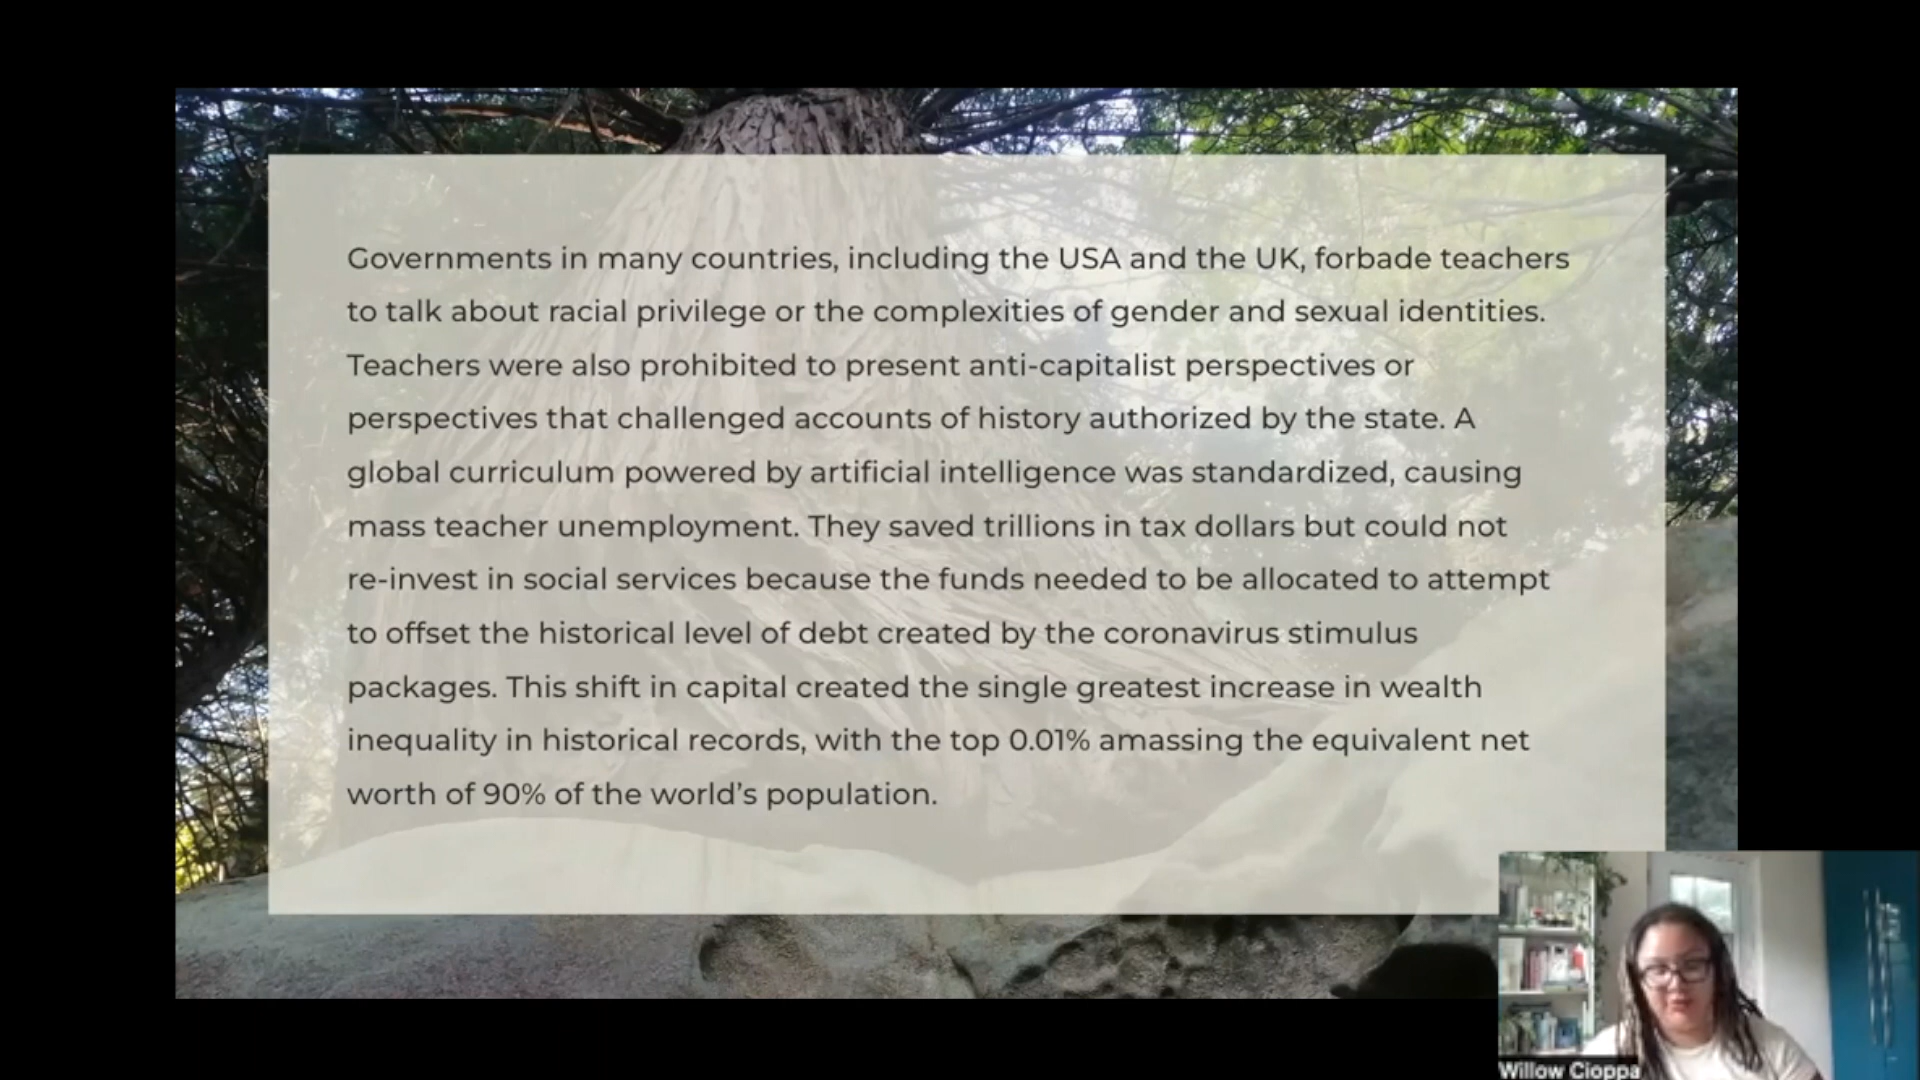 Governments in many countries, including the USA and the UK, forbade teachers
to talk about racial privilege or the complexities of gender and sexual identities.
Teachers were also prohibited to present anti-capitalist perspectives or
perspectives that challenged accounts of history authorized by the state. A
global curriculum powered by artificial intelligence was standardized, causing
mass teacher unemployment. They saved trillions in tax dollars but could not
re-invest in social services because the funds needed to be allocated to attempt
to offset the historical level of debt created by the coronavirus stimulus
packages. This shift in capital created the single greatest increase in wealth
inequality in historical records, with the top 0.01% amassing the equivalent net
worth of 90% of the world’s population.
Willow Cioppa